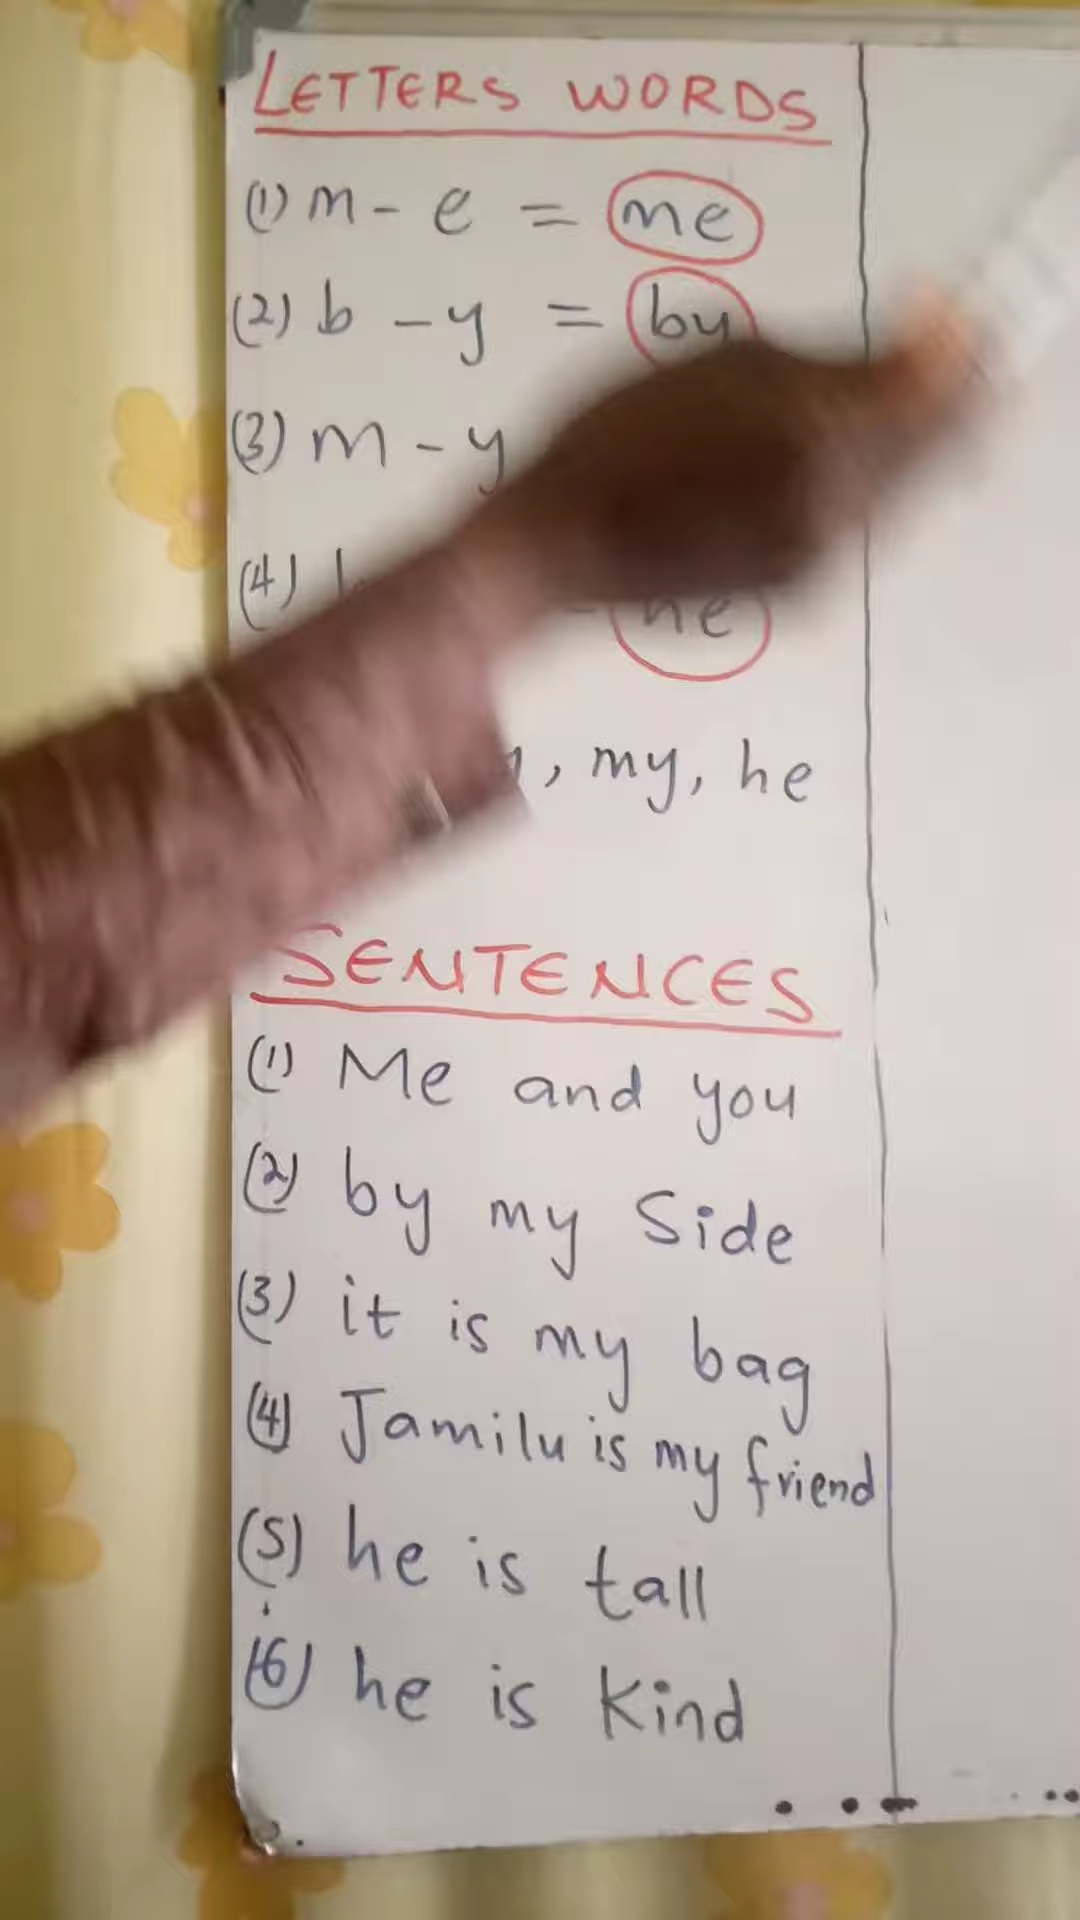 LETTERS WORDS
(1) m - e = me
(2) b - y = by
(3) m - y
(4)
he
, my, he
SENTENCES
(1) Me and you
(2) by my Side
(3) it is my bag
(4) Jamilu is my friend
(5) he is tall
(6) he is Kind